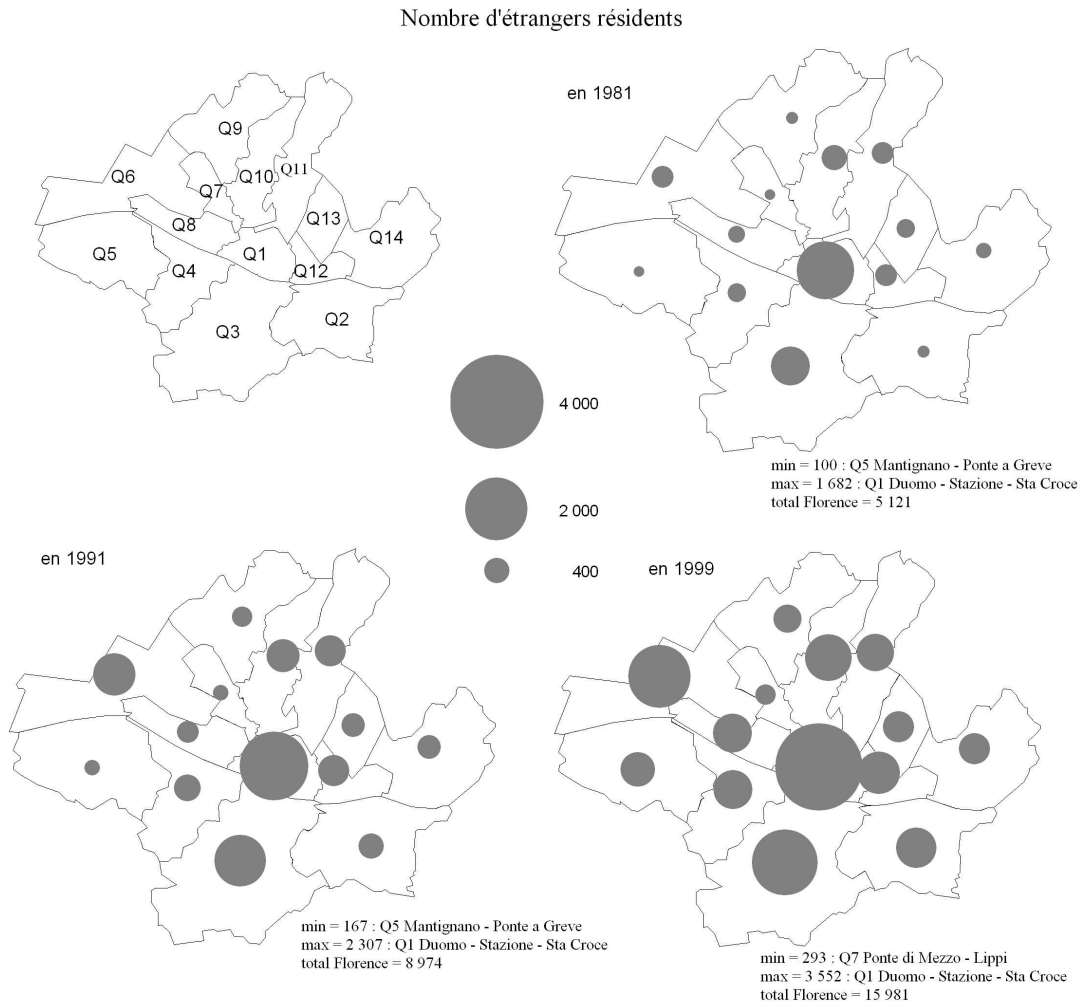 Nombre d'étrangers résidents
en 1981
Q9
Q6
Q7
Q10
Q11
Q8
Q13
Q14
Q5
Q4
Q1
Q12
Q3
Q2
4 000
2 000
400
min = 100 : Q5 Mantignano - Ponte a Greve
max = 1 682 : Q1 Duomo - Stazione - Sta Croce
total Florence = 5 121
en 1991
min = 167 : Q5 Mantignano - Ponte a Greve
max = 2 307 : Q1 Duomo - Stazione - Sta Croce
total Florence = 8 974
en 1999
min = 293 : Q7 Ponte di Mezzo - Lippi
max = 3 552 : Q1 Duomo - Stazione - Sta Croce
total Florence = 15 981